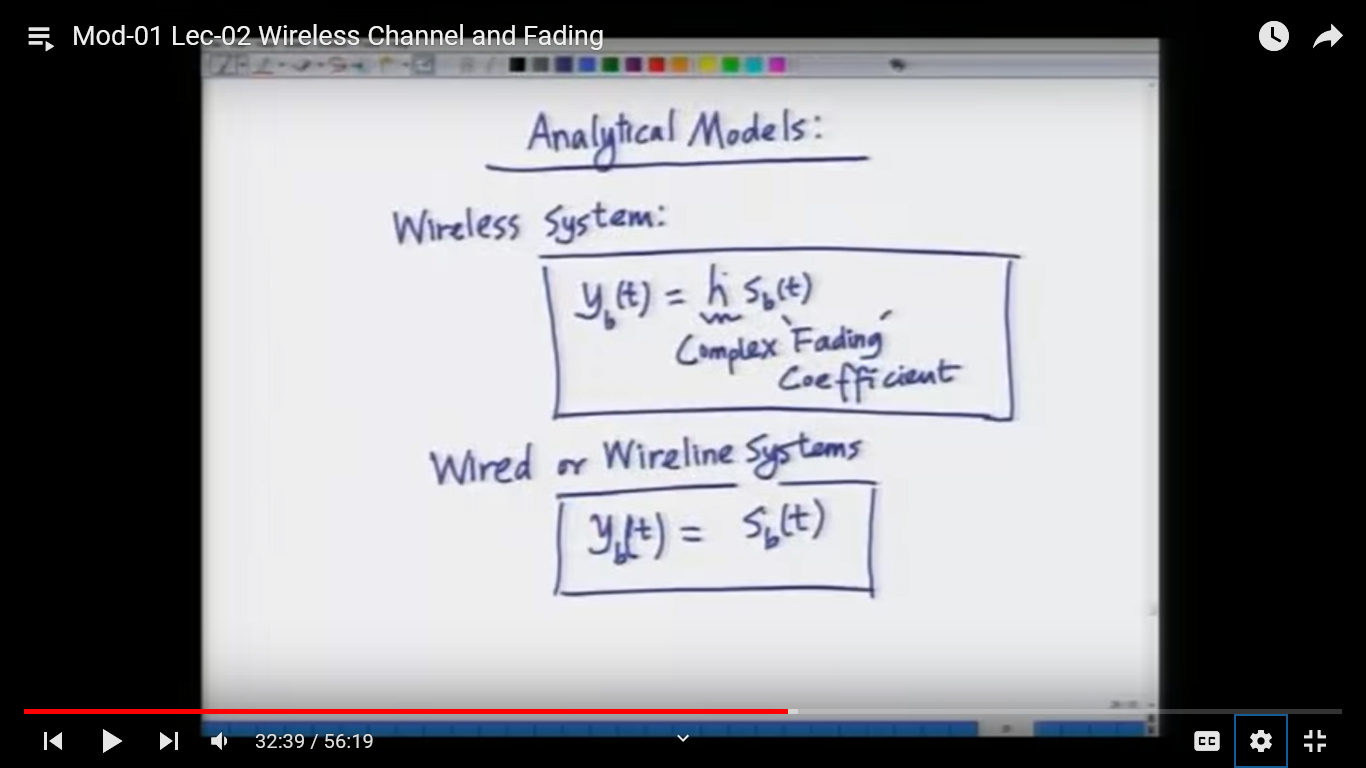 Mod-01 Lec-02 Wireless Channel and Fading
Analytical Models:
Wireless System:
y_b(t) = h s_b(t)
Complex "Fading"
Coefficient
Wired or Wireline Systems
y_b(t) = s_b(t)
32:39 / 56:19
CC